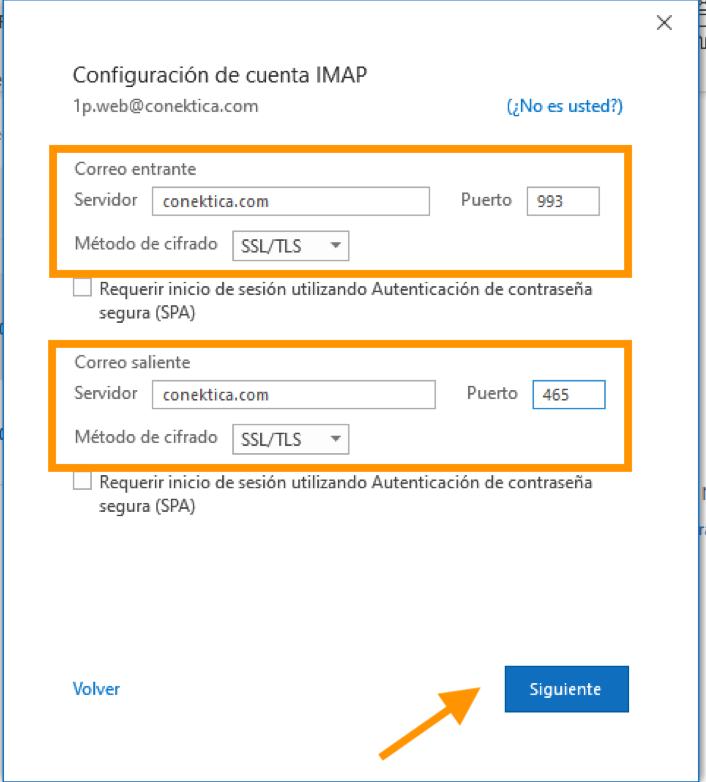 Configuración de cuenta IMAP
1p.web@conektica.com (¿No es usted?)
Correo entrante
Servidor conektica.com Puerto 993
Método de cifrado SSL/TLS
Requerir inicio de sesión utilizando Autenticación de contraseña
segura (SPA)
Correo saliente
Servidor conektica.com Puerto 465
Método de cifrado SSL/TLS
Requerir inicio de sesión utilizando Autenticación de contraseña
segura (SPA)
Volver Siguiente